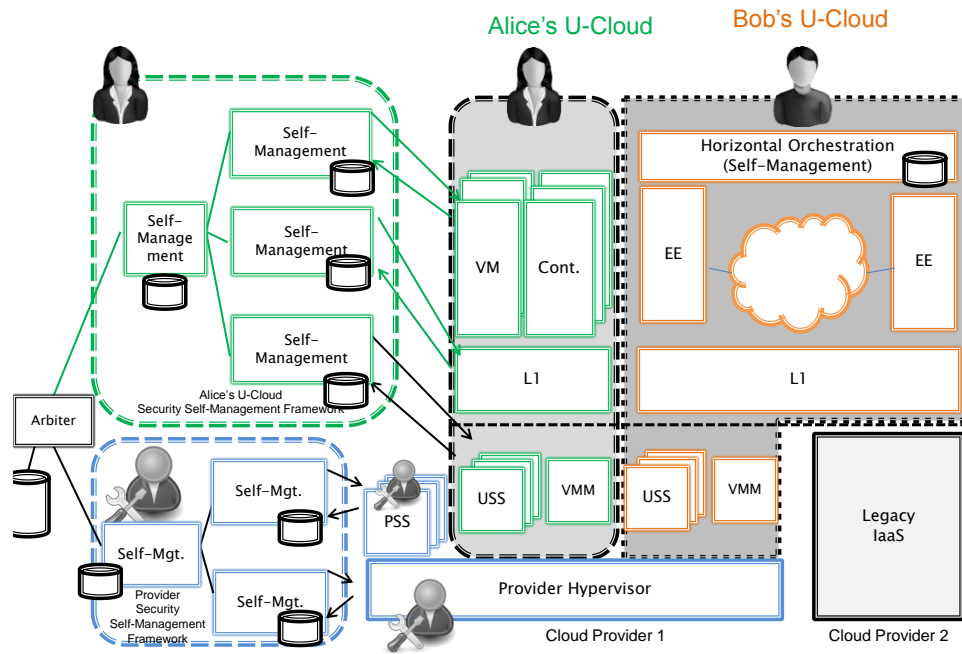 Alice's U-Cloud
Bob's U-Cloud
Self-
Management
Self-
Manage
ment
Self-
Management
Self-
Management
Alice's U-Cloud
Security Self-Management Framework
Arbiter
VM
Cont.
L1
USS
VMM
Horizontal Orchestration
(Self-Management)
EE
EE
L1
USS
VMM
Self-Mgt.
Self-Mgt.
Self-Mgt.
Provider
Security
Self-Management
Framework
PSS
Provider Hypervisor
Cloud Provider 1
Legacy
IaaS
Cloud Provider 2